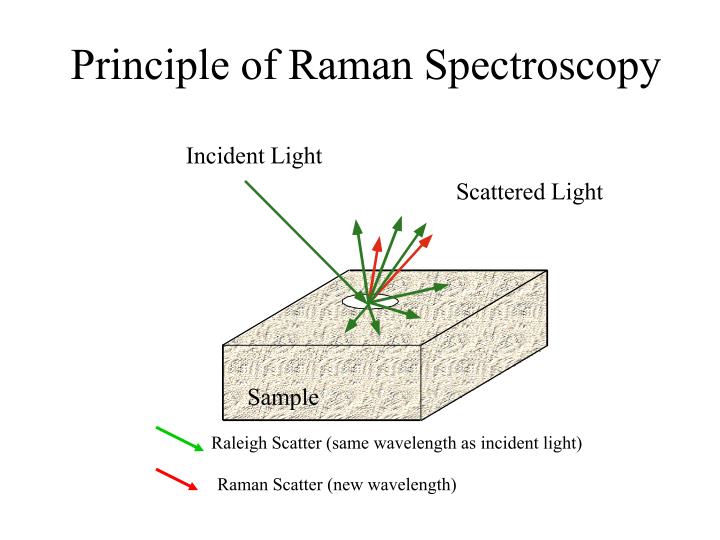 Principle of Raman Spectroscopy
Incident Light
Scattered Light
Sample
Raleigh Scatter (same wavelength as incident light)
Raman Scatter (new wavelength)